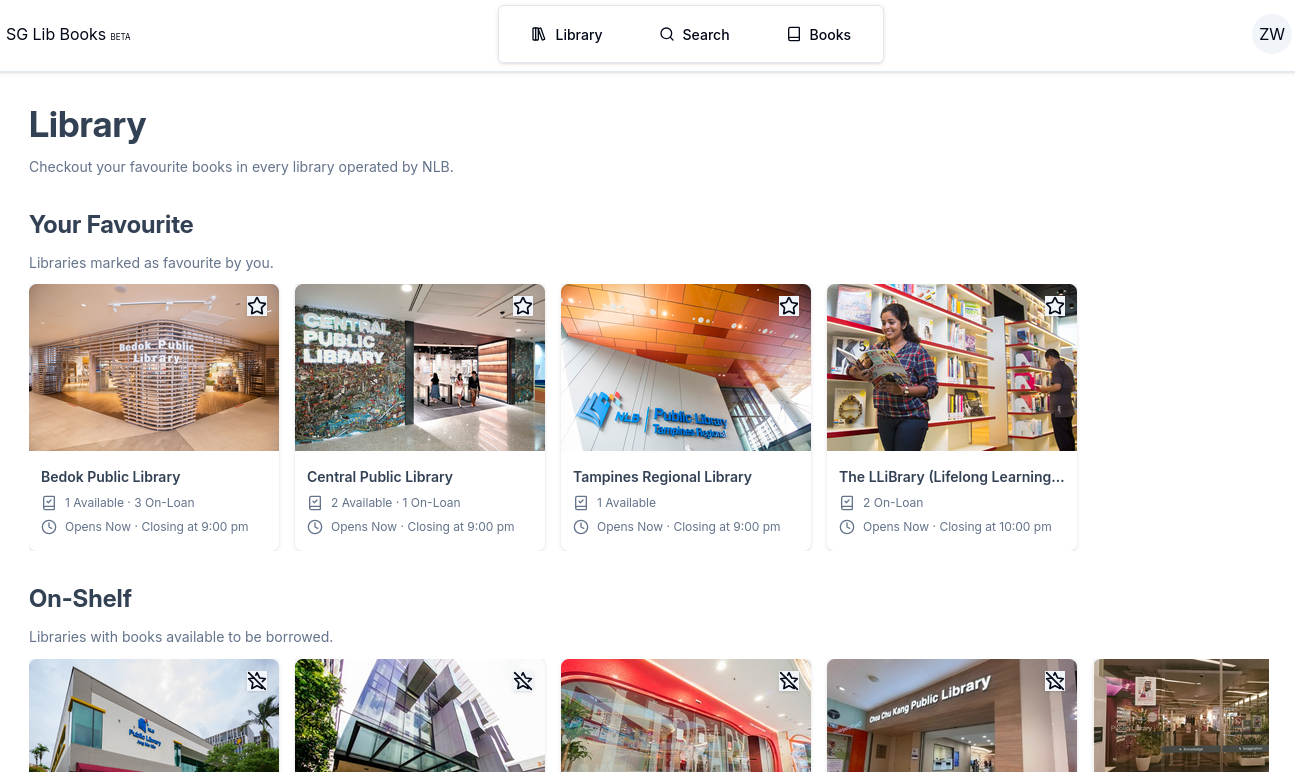 SG Lib Books BETA
Library
Search
Books
ZW
Library
Checkout your favourite books in every library operated by NLB.
Your Favourite
Libraries marked as favourite by you.
Bedok Public
Library
CENTRAL
PUBLIC
LIBRARY
NLB | Public Library
Tampines Regional
5
Bedok Public Library
1 Available · 3 On-Loan
Opens Now · Closing at 9:00 pm
Central Public Library
2 Available · 1 On-Loan
Opens Now · Closing at 9:00 pm
Tampines Regional Library
1 Available
Opens Now · Closing at 9:00 pm
The LLiBrary (Lifelong Learning...
2 On-Loan
Opens Now · Closing at 10:00 pm
On-Shelf
Libraries with books available to be borrowed.
NLB
Public Library
Ang Mo Kio
Choa Chu Kang Public Library